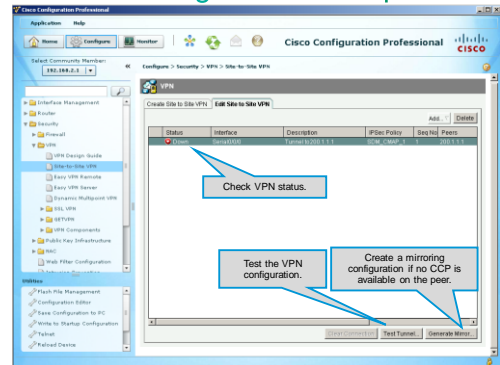 Cisco Configuration Professional
Application Help
Home Configure Monitor Cisco Configuration Professional CISCO
Select Community Member:
192.168.2.1
Configure > Security > VPN > Site-to-Site VPN
VPN
Create Site to Site VPN Edit Site to Site VPN
Add... Delete
Status Interface Description IPSec Policy Seq No Peers
Down Serial0/0/0 Tunnel to 200.1.1.1 SDM_CMAP_1 1 200.1.1.1
Interface Management
Router
Security
Firewall
VPN
VPN Design Guide
Site-to-Site VPN
Easy VPN Remote
Easy VPN Server
Dynamic Multipoint VPN
SSL VPN
GETVPN
VPN Components
Public Key Infrastructure
NAC
Web Filter Configuration
Check VPN status.
Test the VPN
configuration.
Create a mirroring
configuration if no CCP is
available on the peer.
Utilities
Flash File Management
Configuration Editor
Save Configuration to PC
Write to Startup Configuration
Telnet
Reload Device
Clear Connection Test Tunnel... Generate Mirror...